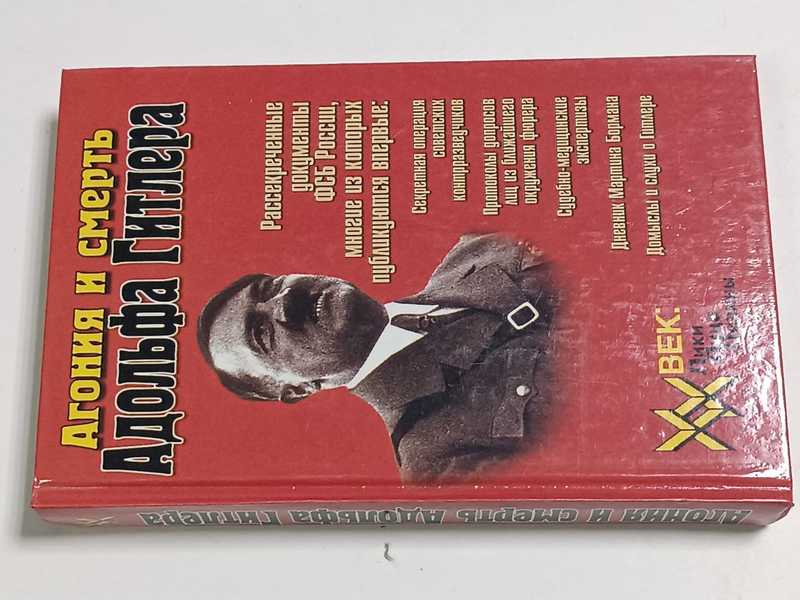 Агония и смерть
Адольфа Гитлера
Рассекреченные
документы
ФСБ России,
многие из которых
публикуются впервые:
Секретная операция
советских
контрразведчиков
Протоколы допросов
лиц из ближайшего
окружения фюрера
Судебно-медицинские
экспертизы
Дневник Мартина Бормана
Домыслы и слухи о Гитлере
XX ВЕК:
Лики
Агония и смерть Адольфа Гитлера